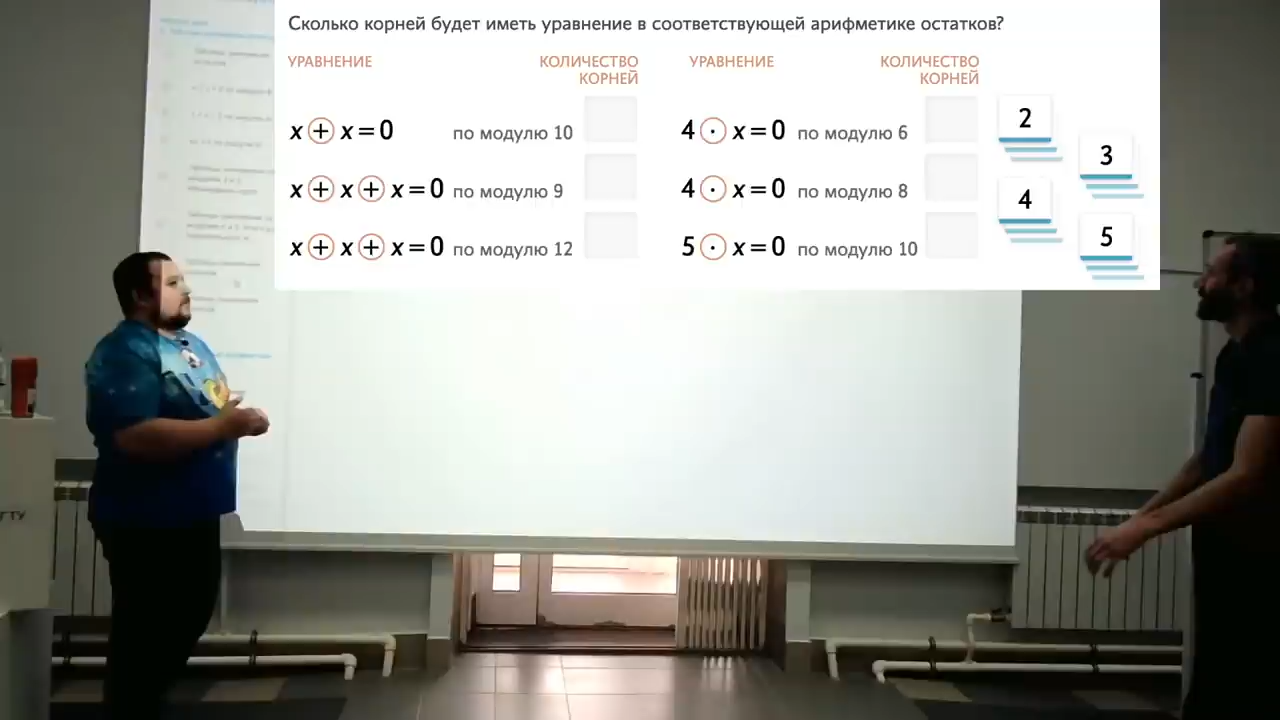 Сколько корней будет иметь уравнение в соответствующей арифметике остатков?
УРАВНЕНИЕ КОЛИЧЕСТВО КОРНЕЙ УРАВНЕНИЕ КОЛИЧЕСТВО КОРНЕЙ
x ⊕ x = 0 по модулю 10 4 ⊙ x = 0 по модулю 6
x ⊕ x ⊕ x = 0 по модулю 9 4 ⊙ x = 0 по модулю 8
x ⊕ x ⊕ x = 0 по модулю 12 5 ⊙ x = 0 по модулю 10
2
3
4
5
ГТУ